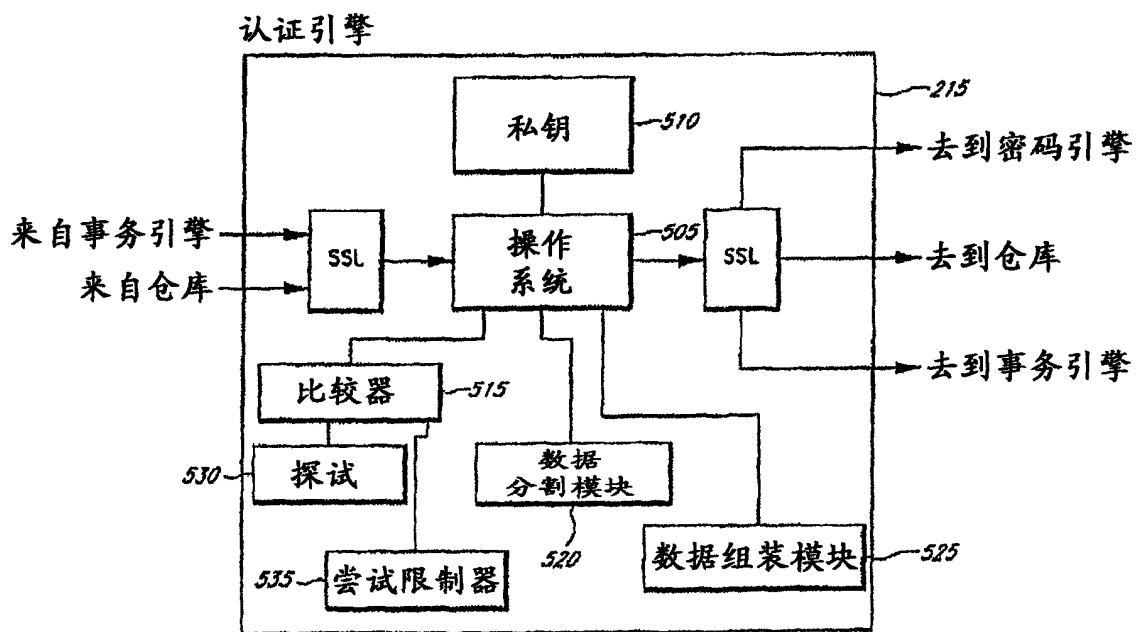 认证引擎
215
私钥
510
去到密码引擎
来自事务引擎
SSL
操作
系统
505
SSL
去到仓库
来自仓库
去到事务引擎
比较器
515
530
探试
数据
分割模块
520
535
尝试限制器
数据组装模块
525